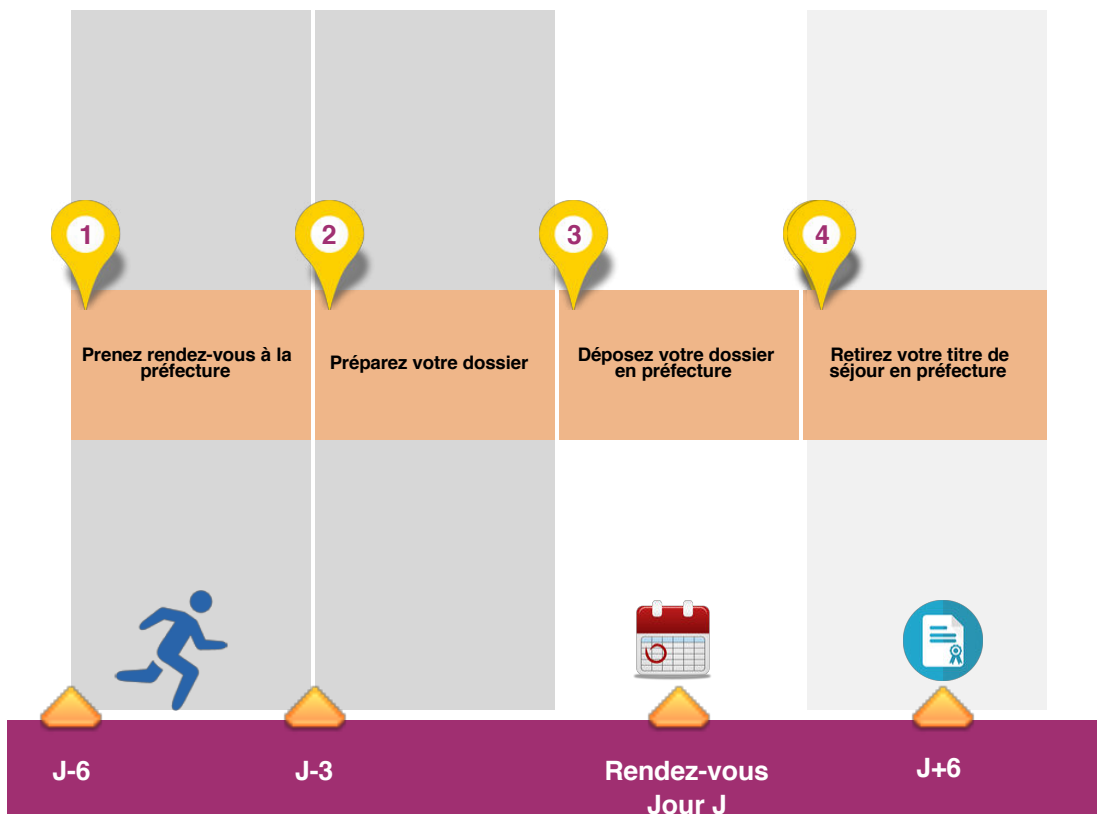 1
2
3
4
Prenez rendez-vous à la
préfecture
Préparez votre dossier
Déposez votre dossier
en préfecture
Retirez votre titre de
séjour en préfecture
J-6
J-3
Rendez-vous
Jour J
J+6